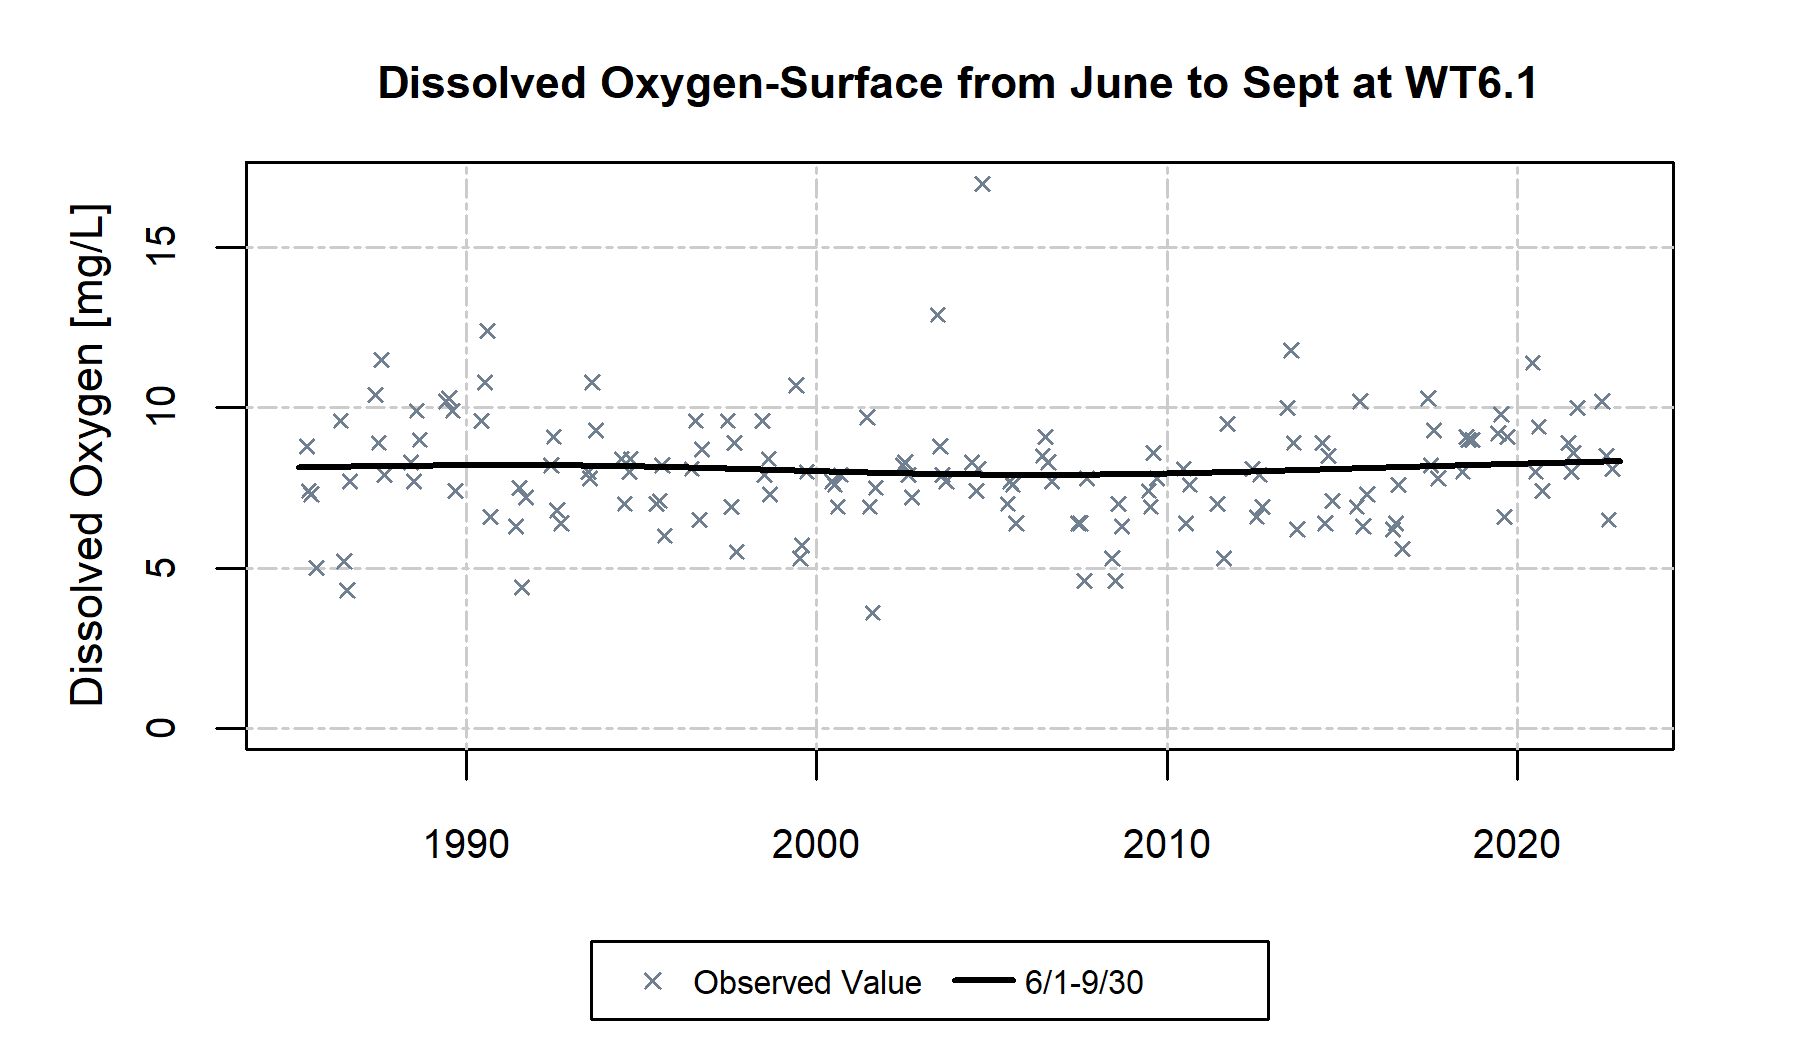 Dissolved Oxygen-Surface from June to Sept at WT6.1
Dissolved Oxygen [mg/L]
15
10
5
0
1990 2000 2010 2020
Observed Value 6/1-9/30